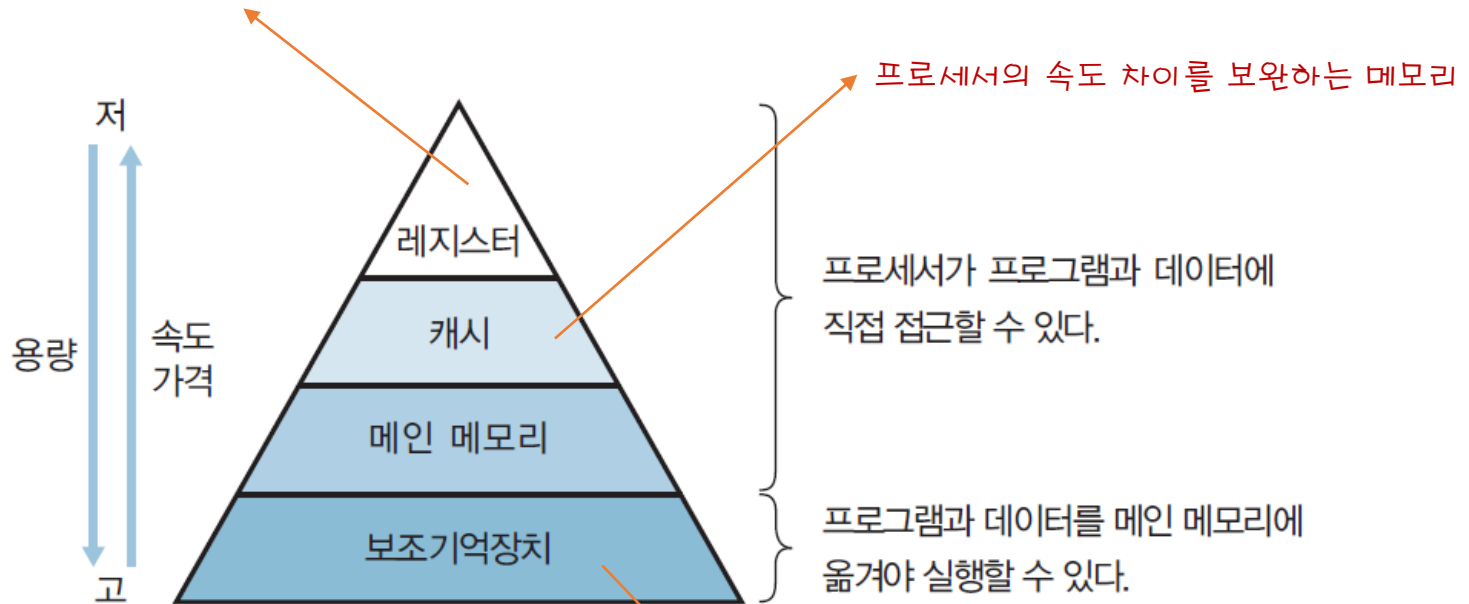 프로세서의 속도 차이를 보완하는 메모리
저
레지스터
프로세서가 프로그램과 데이터에
직접 접근할 수 있다.
캐시
용량
속도
가격
메인 메모리
보조기억장치
프로그램과 데이터를 메인 메모리에
옮겨야 실행할 수 있다.
고